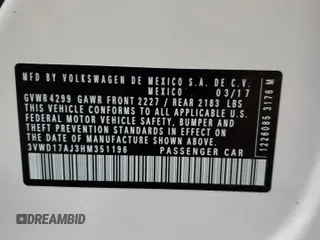 MFD BY VOLKSWAGEN DE MEXICO S.A. DE C.V.
MEXICO 03/17
GVWR 4299 GAWR FRONT 2227 / REAR 2183 LBS
THIS VEHICLE CONFORMS TO ALL APPLICABLE U.S.
FEDERAL MOTOR VEHICLE SAFETY, BUMPER AND
THEFT PREVENTION STANDARDS IN EFFECT ON THE
DATE OF MANUFACTURE SHOWN ABOVE.
3VWD17AJ3HM351196 PASSENGER CAR
1226065 3176 M
DREAMBID